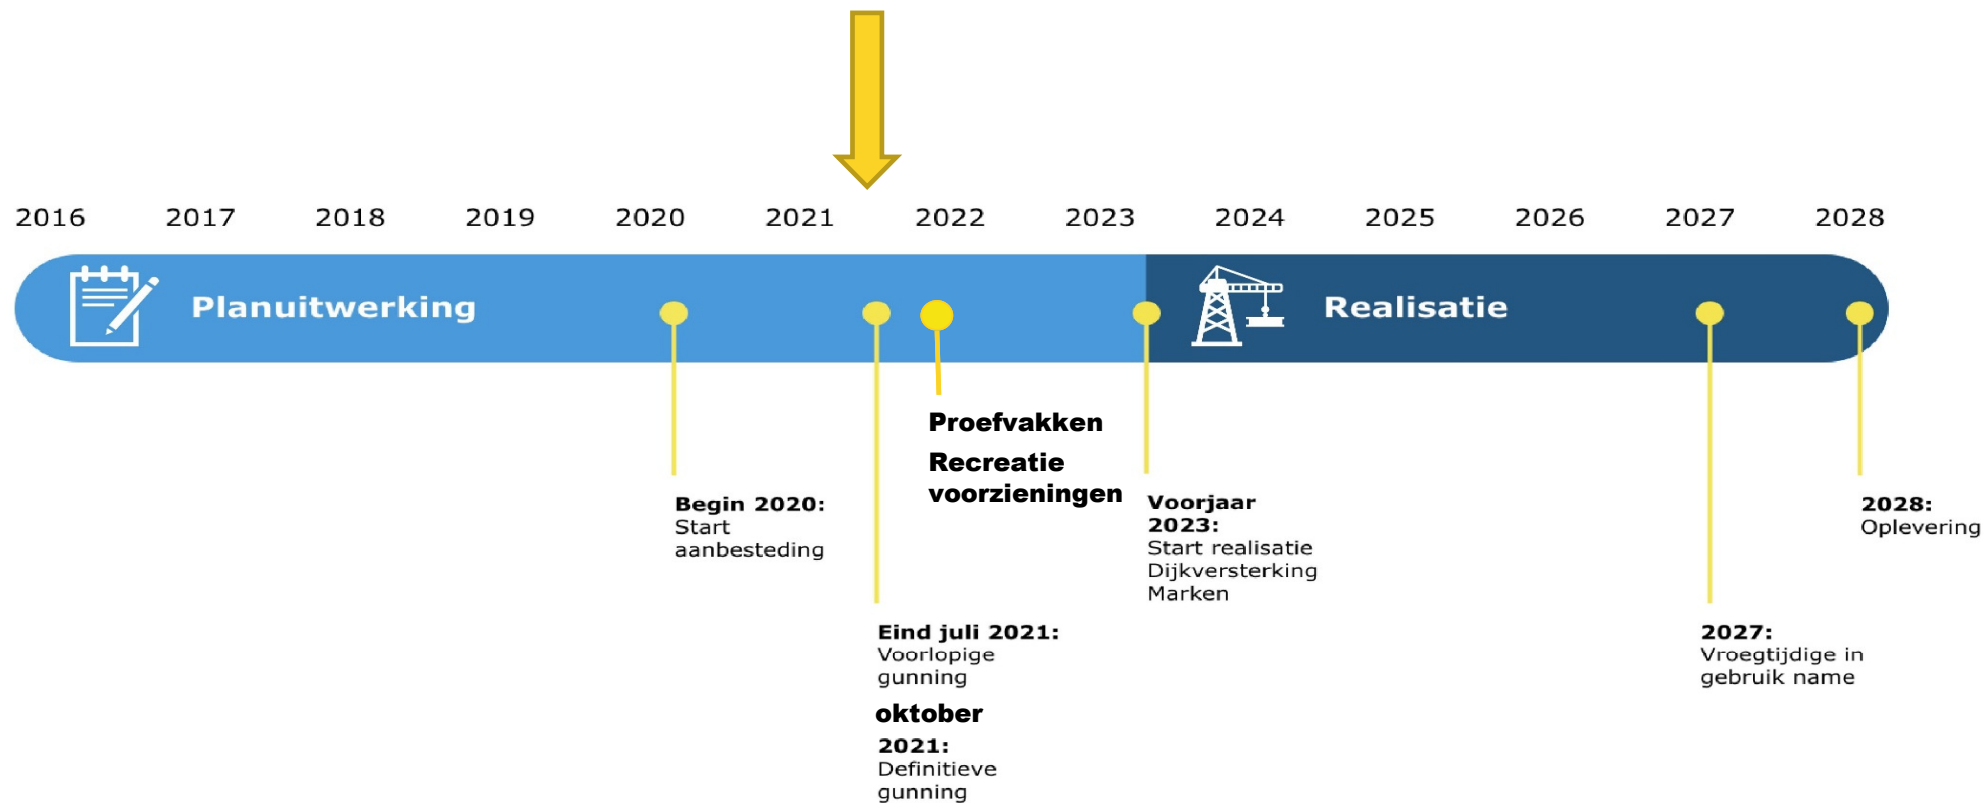 2016 2017 2018 2019 2020 2021 2022 2023 2024 2025 2026 2027 2028
Planuitwerking
Realisatie
Begin 2020:
Start
aanbesteding
Eind juli 2021:
Voorlopige
gunning
oktober
2021:
Definitieve
gunning
Proefvakken
Recreatie
voorzieningen
Voorjaar
2023:
Start realisatie
Dijkversterking
Marken
2027:
Vroegtijdige in
gebruik name
2028:
Oplevering